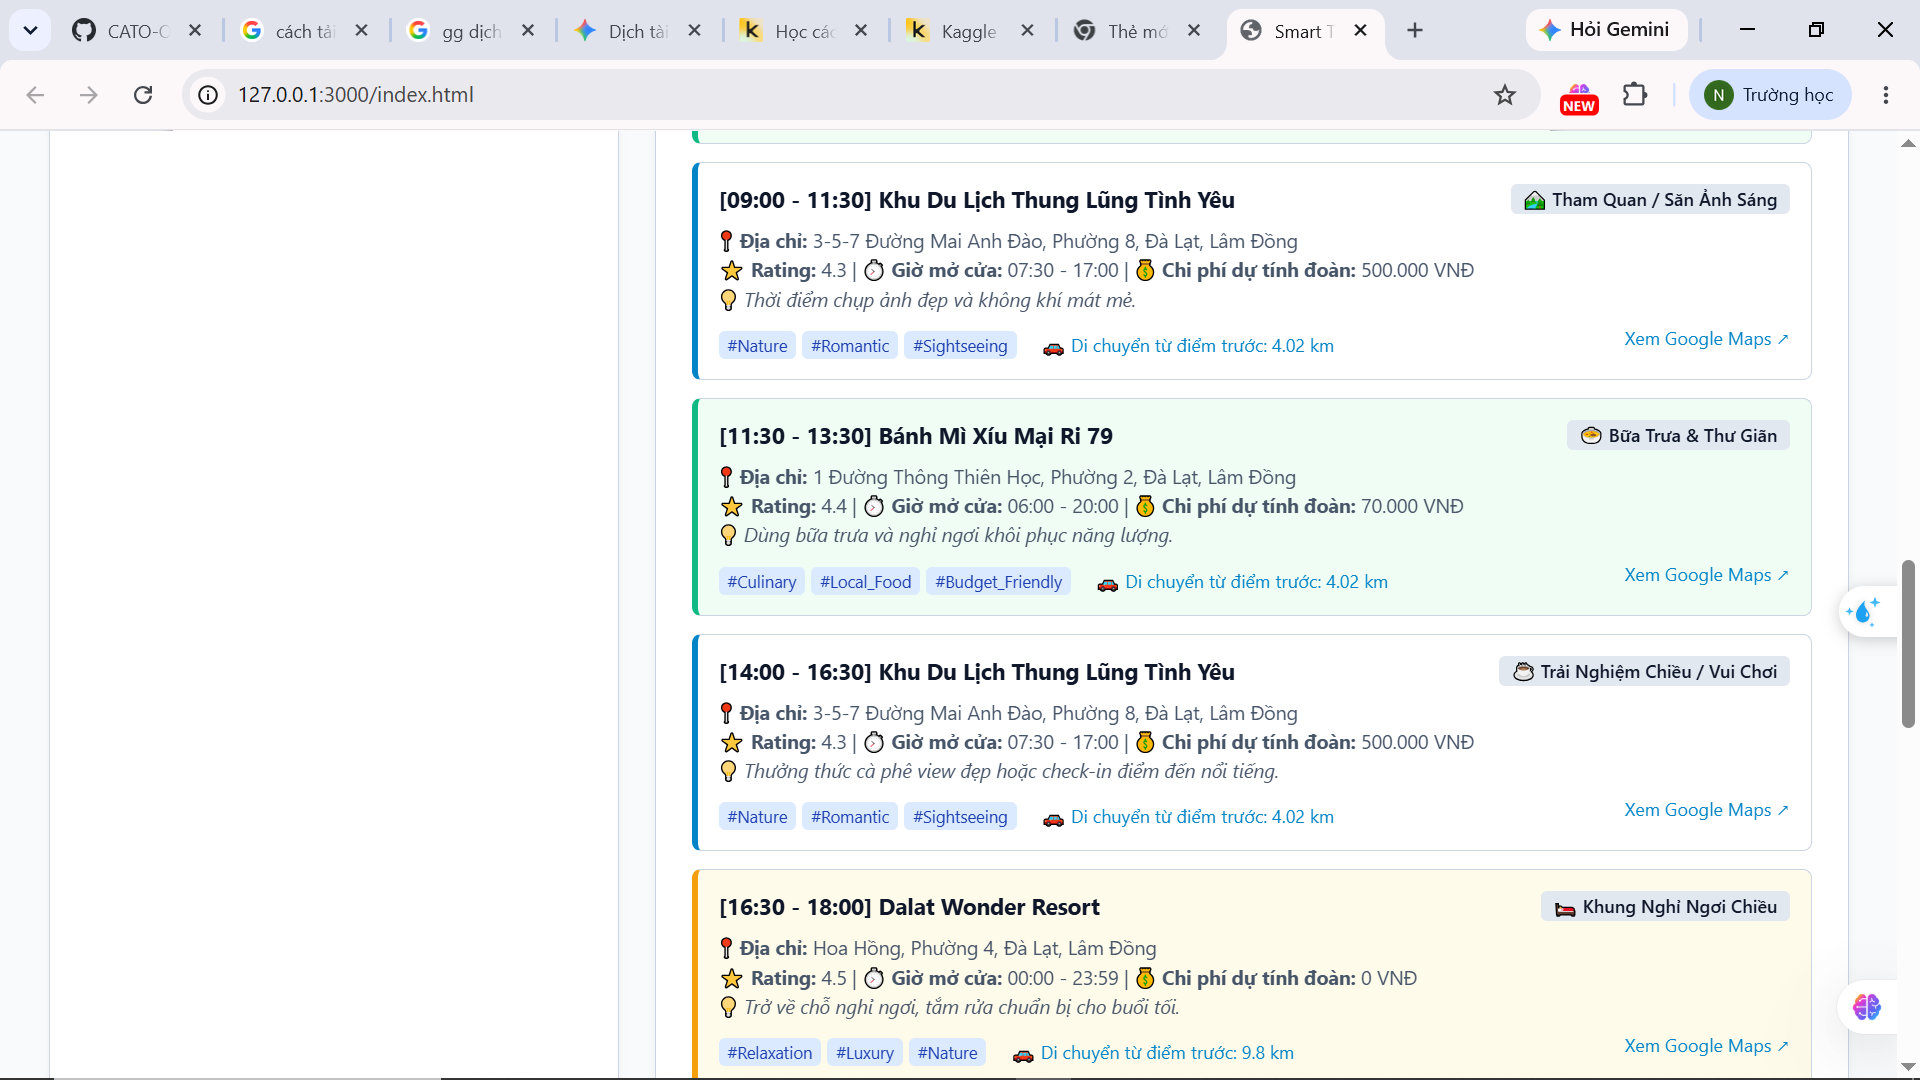 CATO-C
cách tải
gg dịch
Dịch tài
Học các
Kaggle
Thẻ mớ
Smart T
Hỏi Gemini
127.0.0.1:3000/index.html
NEW
N
Trường học
[09:00 - 11:30] Khu Du Lịch Thung Lũng Tình Yêu
Tham Quan / Săn Ảnh Sáng
Địa chỉ: 3-5-7 Đường Mai Anh Đào, Phường 8, Đà Lạt, Lâm Đồng
Rating: 4.3 | Giờ mở cửa: 07:30 - 17:00 | Chi phí dự tính đoàn: 500.000 VNĐ
Thời điểm chụp ảnh đẹp và không khí mát mẻ.
#Nature #Romantic #Sightseeing Di chuyển từ điểm trước: 4.02 km
Xem Google Maps ↗
[11:30 - 13:30] Bánh Mì Xíu Mại Ri 79
Bữa Trưa & Thư Giãn
Địa chỉ: 1 Đường Thông Thiên Học, Phường 2, Đà Lạt, Lâm Đồng
Rating: 4.4 | Giờ mở cửa: 06:00 - 20:00 | Chi phí dự tính đoàn: 70.000 VNĐ
Dùng bữa trưa và nghỉ ngơi khôi phục năng lượng.
#Culinary #Local_Food #Budget_Friendly Di chuyển từ điểm trước: 4.02 km
Xem Google Maps ↗
[14:00 - 16:30] Khu Du Lịch Thung Lũng Tình Yêu
Trải Nghiệm Chiều / Vui Chơi
Địa chỉ: 3-5-7 Đường Mai Anh Đào, Phường 8, Đà Lạt, Lâm Đồng
Rating: 4.3 | Giờ mở cửa: 07:30 - 17:00 | Chi phí dự tính đoàn: 500.000 VNĐ
Thưởng thức cà phê view đẹp hoặc check-in điểm đến nổi tiếng.
#Nature #Romantic #Sightseeing Di chuyển từ điểm trước: 4.02 km
Xem Google Maps ↗
[16:30 - 18:00] Dalat Wonder Resort
Khung Nghỉ Ngơi Chiều
Địa chỉ: Hoa Hồng, Phường 4, Đà Lạt, Lâm Đồng
Rating: 4.5 | Giờ mở cửa: 00:00 - 23:59 | Chi phí dự tính đoàn: 0 VNĐ
Trở về chỗ nghỉ ngơi, tắm rửa chuẩn bị cho buổi tối.
#Relaxation #Luxury #Nature Di chuyển từ điểm trước: 9.8 km
Xem Google Maps ↗